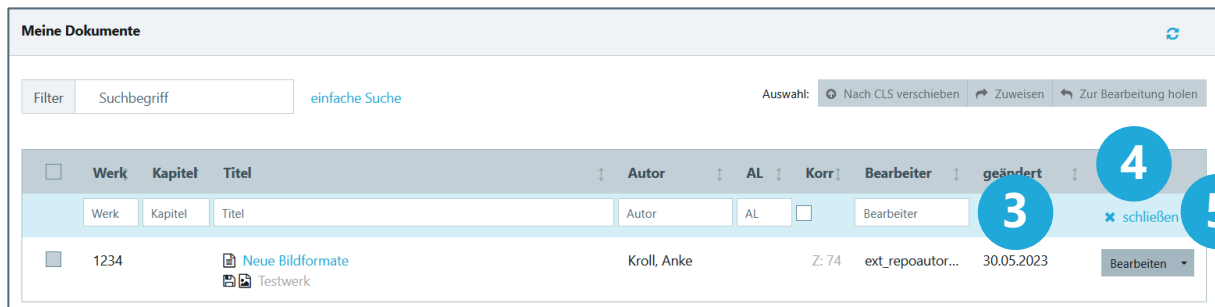 Meine Dokumente
Filter Suchbegriff einfache Suche Auswahl: Nach CLS verschieben Zuweisen Zur Bearbeitung holen
Werk Kapitel Titel Autor AL Korr Bearbeiter geändert 4
Werk Kapitel Titel Autor AL Bearbeiter 3 schließen 5
1234 Neue Bildformate Kroll, Anke Z: 74 ext_repoautor... 30.05.2023 Bearbeiten
Testwerk